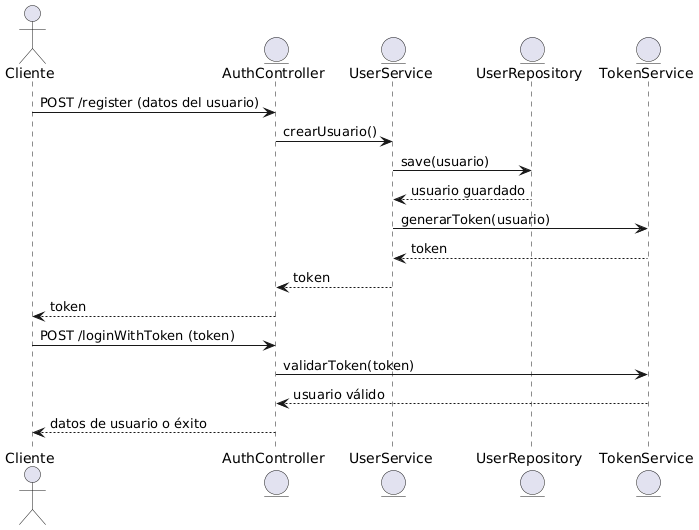 Cliente
AuthController
UserService
UserRepository
TokenService
POST /register (datos del usuario)
crearUsuario()
save(usuario)
usuario guardado
generarToken(usuario)
token
token
token
POST /loginWithToken (token)
validarToken(token)
usuario válido
datos de usuario o éxito
Cliente
AuthController
UserService
UserRepository
TokenService